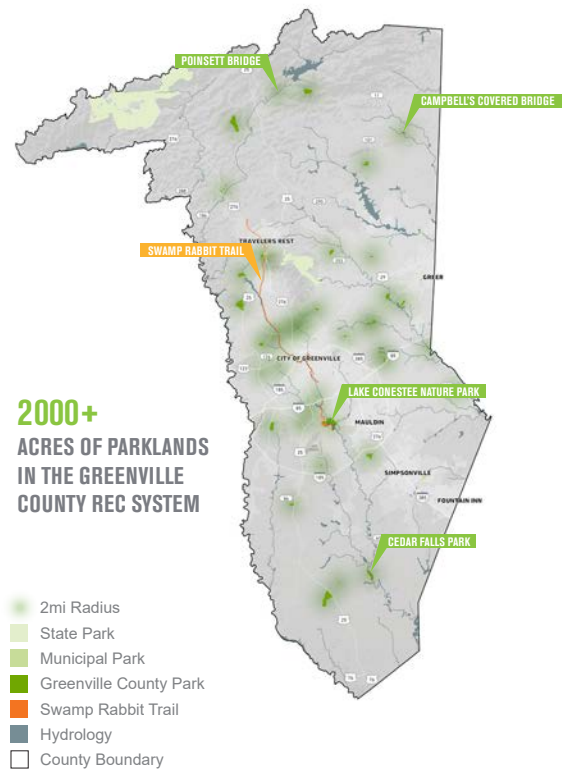 POINSETT BRIDGE
CAMPBELL'S COVERED BRIDGE
TRAVELERS REST
SWAMP RABBIT TRAIL
GREER
CITY OF GREENVILLE
LAKE CONESTEE NATURE PARK
MAULDIN
SIMPSONVILLE
FOUNTAIN INN
CEDAR FALLS PARK
2000+
ACRES OF PARKLANDS
IN THE GREENVILLE
COUNTY REC SYSTEM
2mi Radius
State Park
Municipal Park
Greenville County Park
Swamp Rabbit Trail
Hydrology
County Boundary